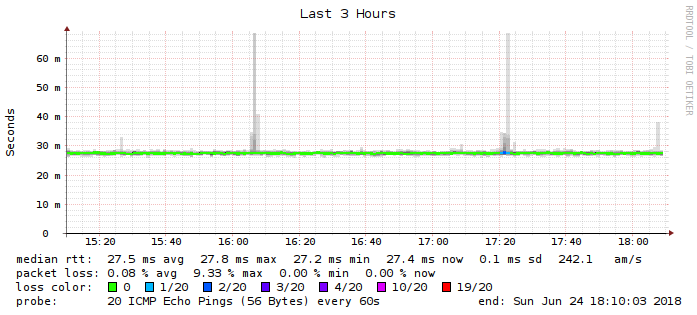 Last 3 Hours
RRDTOOL / TOBI OETIKER
Seconds
60 m
50 m
40 m
30 m
20 m
10 m
0
15:20 15:40 16:00 16:20 16:40 17:00 17:20 17:40 18:00
median rtt: 27.5 ms avg 27.8 ms max 27.2 ms min 27.4 ms now 0.1 ms sd 242.1 am/s
packet loss: 0.08 % avg 9.33 % max 0.00 % min 0.00 % now
loss color: 0 1/20 2/20 3/20 4/20 10/20 19/20
probe: 20 ICMP Echo Pings (56 Bytes) every 60s end: Sun Jun 24 18:10:03 2018